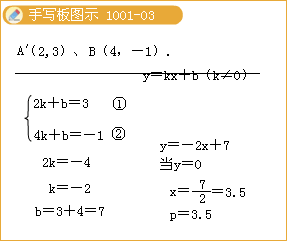 手写板图示 1001-03
A′(2,3)、B(4,-1).
y=kx+b(k≠0)
2k+b=3 ①
4k+b=-1 ②
2k=-4
k=-2
b=3+4=7
y=-2x+7
当y=0
x=7/2=3.5
p=3.5